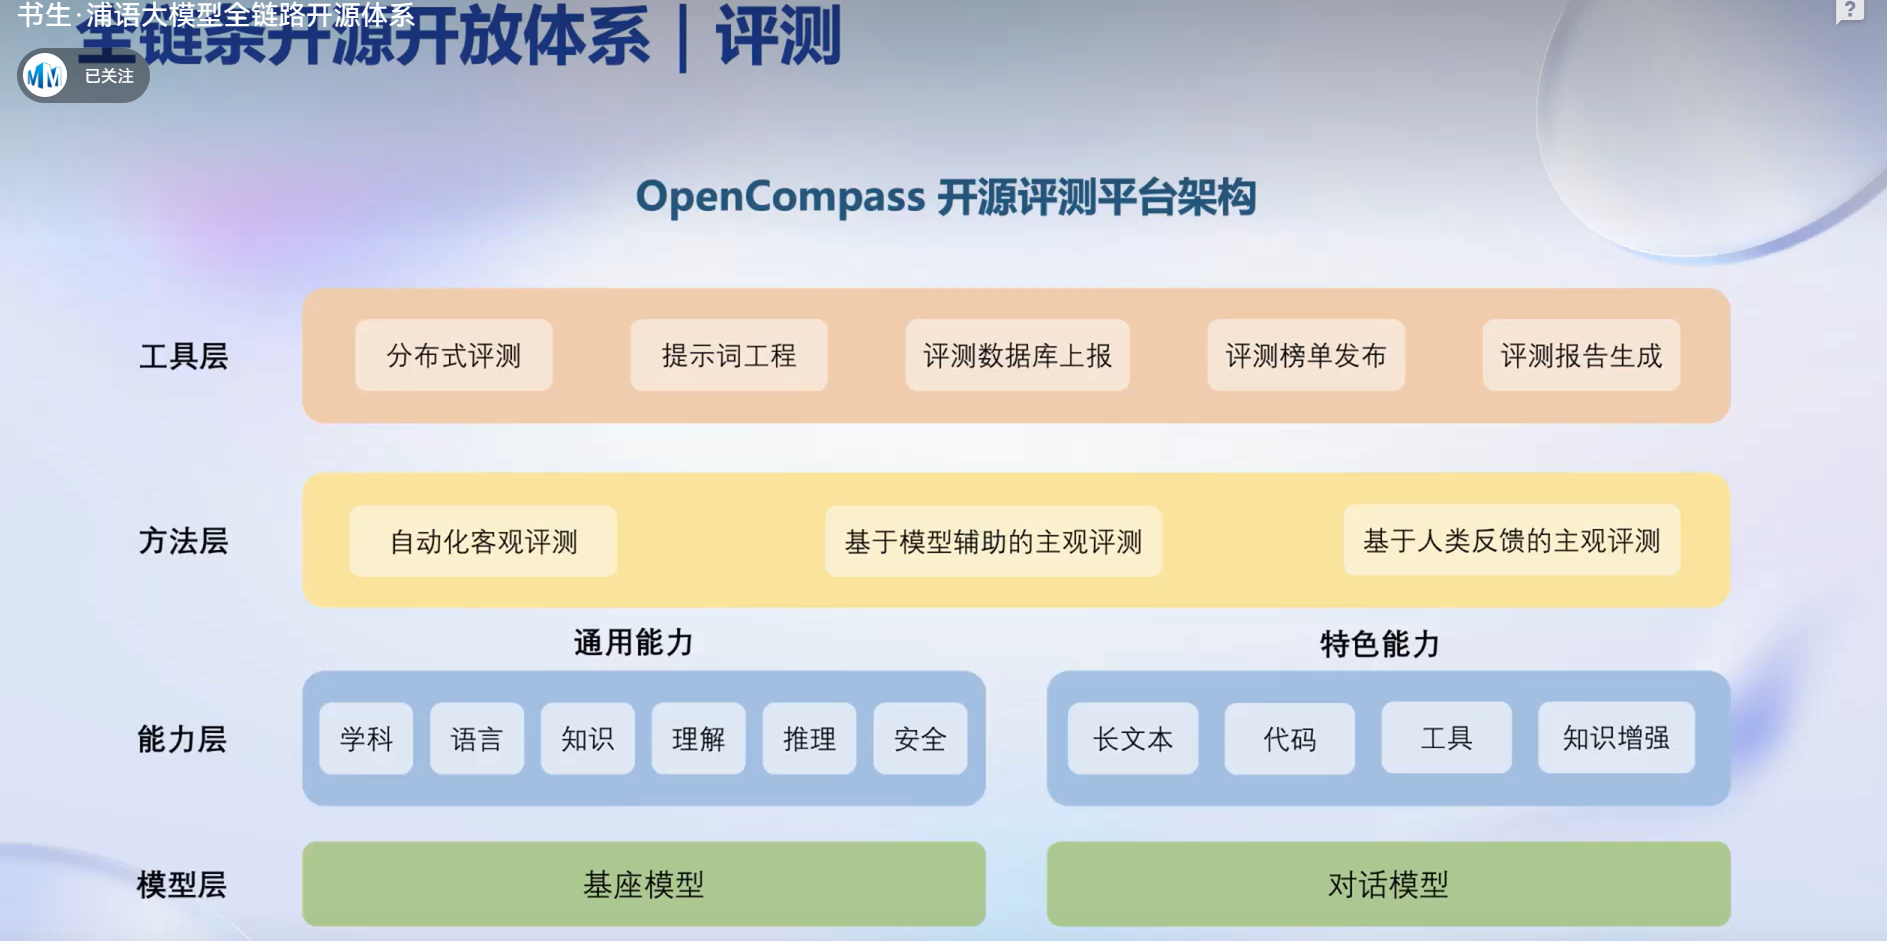 书生·浦语大模型全链路开源体系
全链条开源开放体系｜评测
已关注
OpenCompass 开源评测平台架构
工具层
分布式评测
提示词工程
评测数据库上报
评测榜单发布
评测报告生成
方法层
自动化客观评测
基于模型辅助的主观评测
基于人类反馈的主观评测
通用能力
特色能力
能力层
学科
语言
知识
理解
推理
安全
长文本
代码
工具
知识增强
模型层
基座模型
对话模型